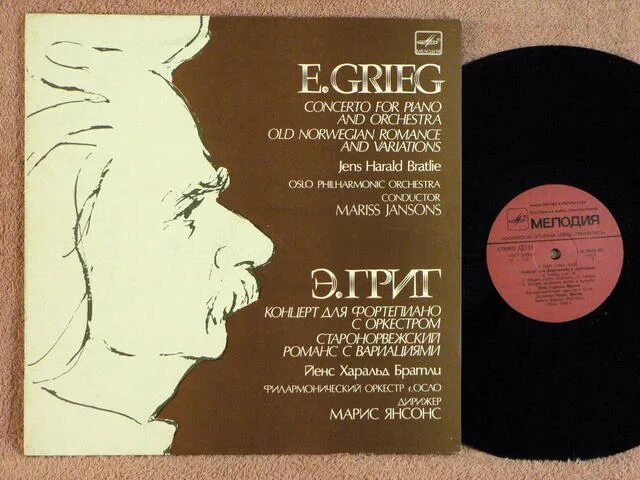 МЕЛОДИЯ
E.GRIEG
CONCERTO FOR PIANO
AND ORCHESTRA
OLD NORWEGIAN ROMANCE
AND VARIATIONS
Jens Harald Bratlie
OSLO PHILHARMONIC ORCHESTRA
CONDUCTOR
MARISS JANSONS
Э.ГРИГ
КОНЦЕРТ ДЛЯ ФОРТЕПИАНО
С ОРКЕСТРОМ
СТАРОНОРВЕЖСКИЙ
РОМАНС С ВАРИАЦИЯМИ
Йенс Харальд Братли
ФИЛАРМОНИЧЕСКИЙ ОРКЕСТР г.ОСЛО
ДИРИЖЕР
МАРИС ЯНСОНС
МЕЛОДИЯ
СТЕРЕО